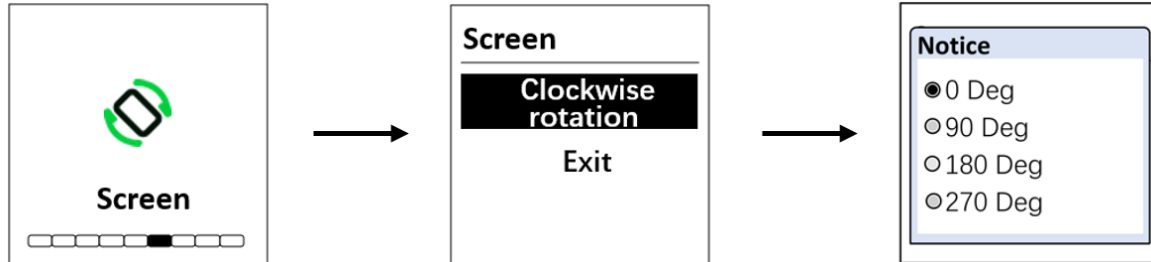 Screen
Screen
Clockwise
rotation
Exit
Notice
0 Deg
90 Deg
180 Deg
270 Deg